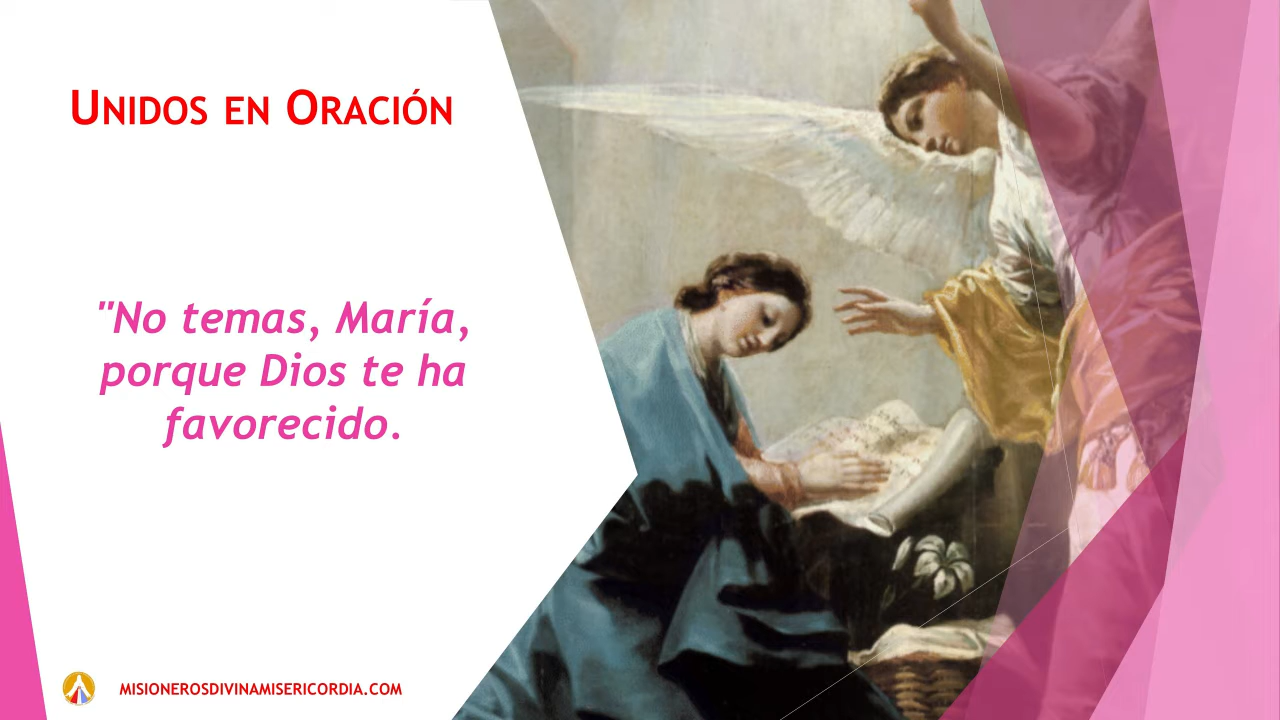 UNIDOS EN ORACIÓN
"No temas, María,
porque Dios te ha
favorecido.
MISIONEROSDIVINAMISERICORDIA.COM